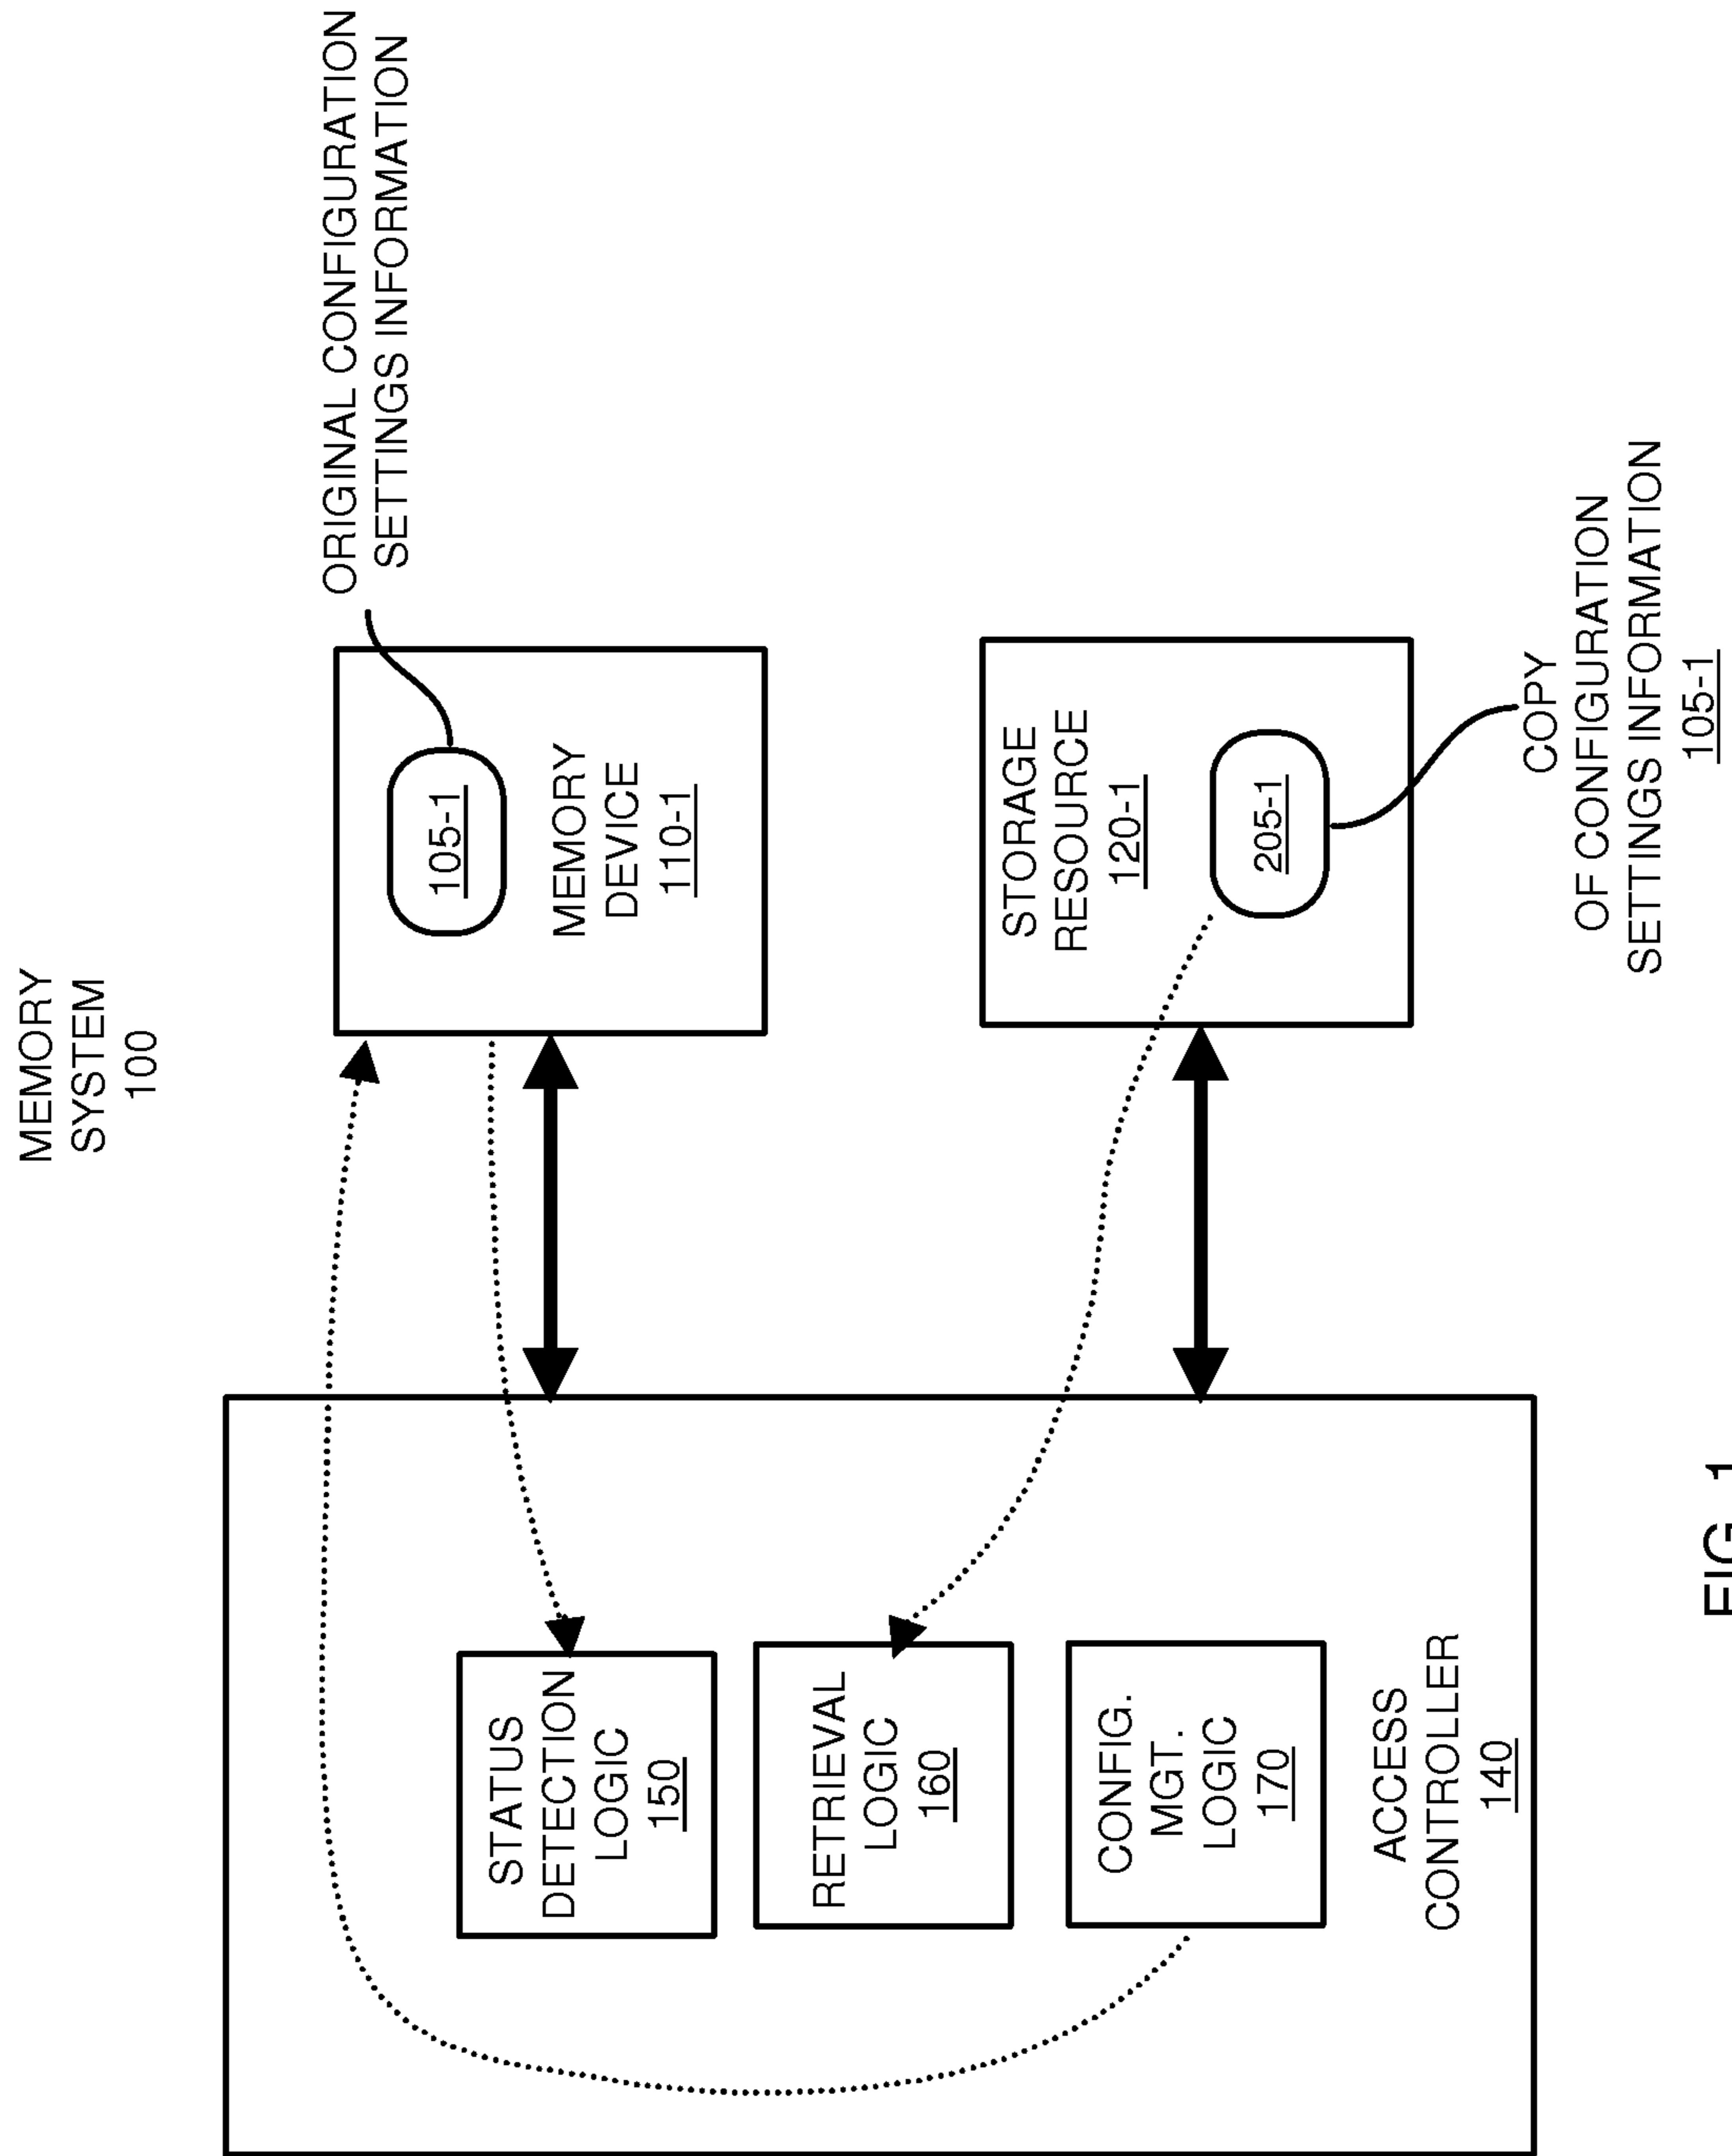 MEMORY
SYSTEM
100
ORIGINAL CONFIGURATION
SETTINGS INFORMATION
105-1
MEMORY
DEVICE
110-1
STATUS
DETECTION
LOGIC
150
RETRIEVAL
LOGIC
160
CONFIG.
MGT.
LOGIC
170
ACCESS
CONTROLLER
140
STORAGE
RESOURCE
120-1
205-1
COPY
OF CONFIGURATION
SETTINGS INFORMATION
105-1
FIG. 1